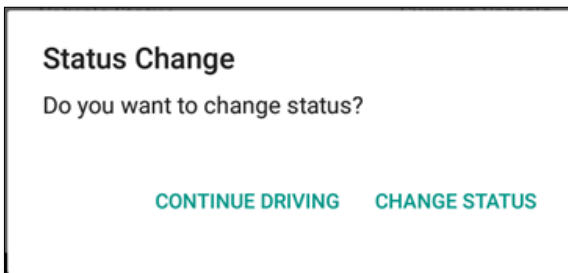 Status Change
Do you want to change status?
CONTINUE DRIVING CHANGE STATUS